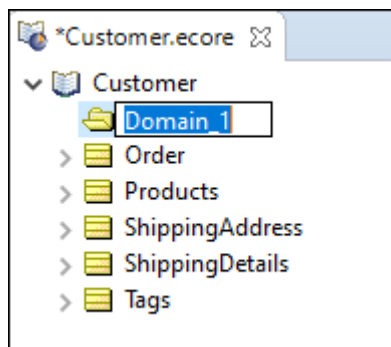 *Customer.ecore
Customer
Domain_1
Order
Products
ShippingAddress
ShippingDetails
Tags